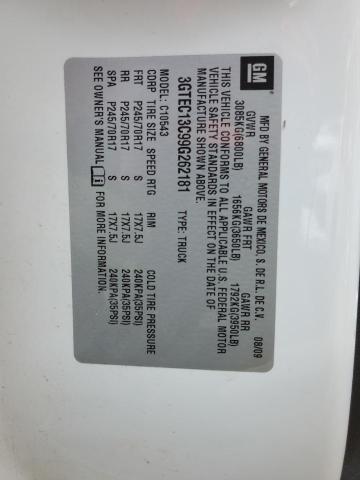 GM
MFD BY GENERAL MOTORS DE MEXICO, S. DE R.L. DE C.V. 08/09
GVWR GAWR FRT GAWR RR
3085KG(6800LB) 1656KG(3650LB) 1792KG(3950LB)
THIS VEHICLE CONFORMS TO ALL APPLICABLE U.S. FEDERAL MOTOR
VEHICLE SAFETY STANDARDS IN EFFECT ON THE DATE OF
MANUFACTURE SHOWN ABOVE.
3GTEC13C99G262181 TYPE: TRUCK
MODEL: C10543
CORP TIRE SIZE SPEED RTG RIM COLD TIRE PRESSURE
FRT P245/70R17 S 17X7.5J 240KPA(35PSI)
RR P245/70R17 S 17X7.5J 240KPA(35PSI)
SPA P245/70R17 S 17X7.5J 240KPA(35PSI)
SEE OWNER'S MANUAL i FOR MORE INFORMATION.